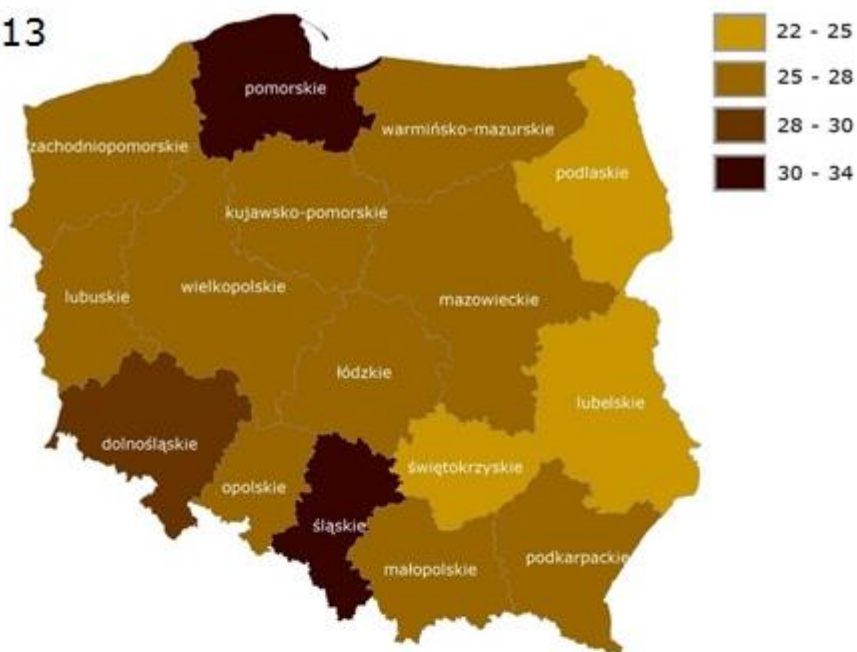 13
22 - 25
25 - 28
28 - 30
30 - 34
pomorskie
warmińsko-mazurskie
zachodniopomorskie
podlaskie
kujawsko-pomorskie
wielkopolskie
lubuskie
mazowieckie
łódzkie
lubelskie
dolnośląskie
świętokrzyskie
opolskie
śląskie
podkarpackie
małopolskie